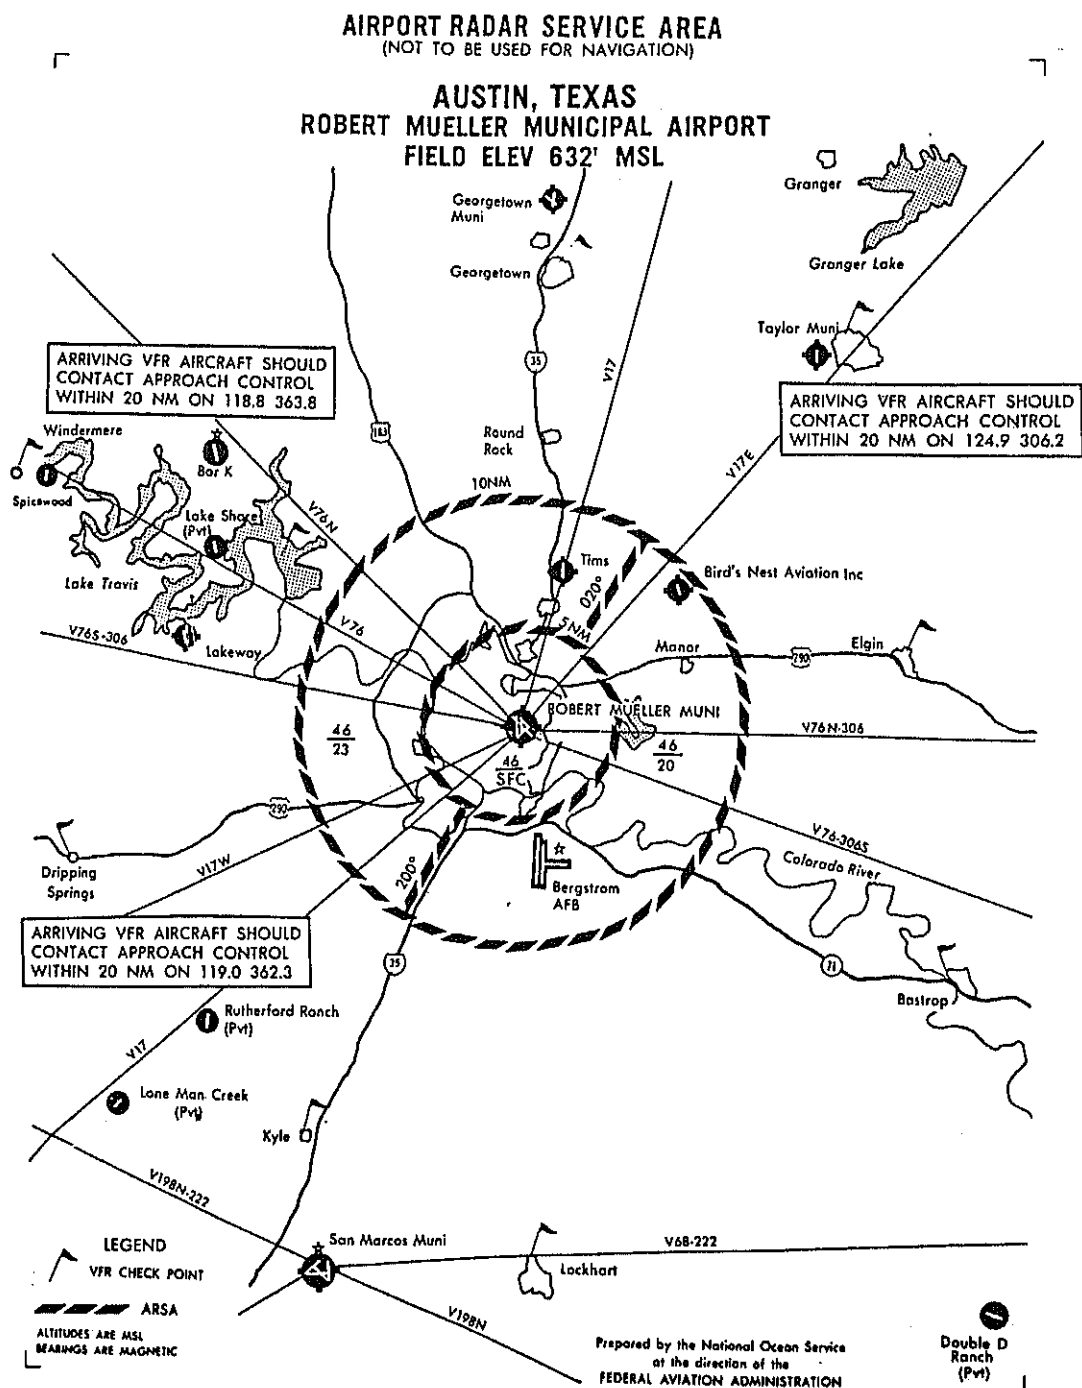 AIRPORT RADAR SERVICE AREA
(NOT TO BE USED FOR NAVIGATION)
AUSTIN, TEXAS
ROBERT MUELLER MUNICIPAL AIRPORT
FIELD ELEV 632' MSL
Granger
Georgetown
Muni
Georgetown
Granger Lake
Taylor Muni
35
V17
ARRIVING VFR AIRCRAFT SHOULD
CONTACT APPROACH CONTROL
WITHIN 20 NM ON 118.8 363.8
ARRIVING VFR AIRCRAFT SHOULD
CONTACT APPROACH CONTROL
WITHIN 20 NM ON 124.9 306.2
Windermere
183
Round
Rock
Bar K
Spicewood
10NM
V17E
V76N
Lake Shore
(Pvt)
Tims
Bird's Nest Aviation Inc
Lake Travis
020°
5NM
V76S-306
V76
Lakeway
Manor
290
Elgin
ROBERT MUELLER MUNI
46
23
46
SFC
46
20
V76N-306
290
V76-306S
Dripping
Springs
V17W
200°
Bergstrom
AFB
Colorado River
ARRIVING VFR AIRCRAFT SHOULD
CONTACT APPROACH CONTROL
WITHIN 20 NM ON 119.0 362.3
35
71
Bastrop
Rutherford Ranch
(Pvt)
V17
Lone Man Creek
(Pvt)
Kyle
V198N-222
San Marcos Muni
V68-222
Lockhart
V198N
LEGEND
VFR CHECK POINT
ARSA
ALTITUDES ARE MSL
BEARINGS ARE MAGNETIC
Prepared by the National Ocean Service
at the direction of the
FEDERAL AVIATION ADMINISTRATION
Double D
Ranch
(Pvt)